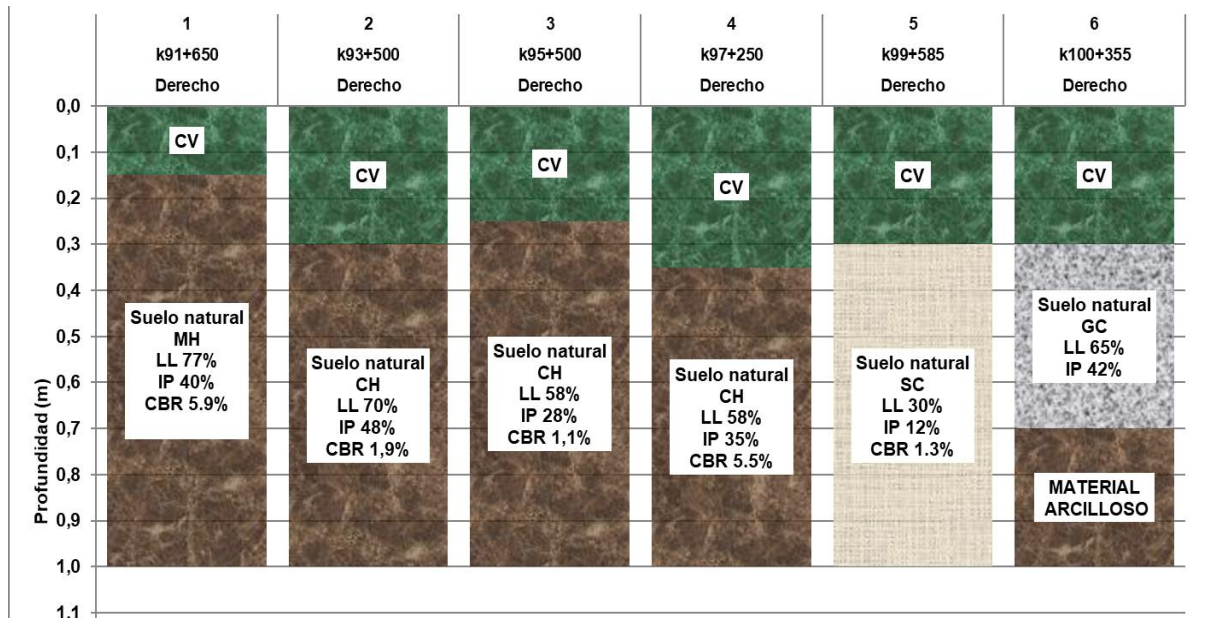 1
k91+650
Derecho
2
k93+500
Derecho
3
k95+500
Derecho
4
k97+250
Derecho
5
k99+585
Derecho
6
k100+355
Derecho
Profundidad (m)
0,0
0,1
0,2
0,3
0,4
0,5
0,6
0,7
0,8
0,9
1,0
1,1
CV
Suelo natural
MH
LL 77%
IP 40%
CBR 5.9%
CV
Suelo natural
CH
LL 70%
IP 48%
CBR 1,9%
CV
Suelo natural
CH
LL 58%
IP 28%
CBR 1,1%
CV
Suelo natural
CH
LL 58%
IP 35%
CBR 5.5%
CV
Suelo natural
SC
LL 30%
IP 12%
CBR 1.3%
CV
Suelo natural
GC
LL 65%
IP 42%
MATERIAL
ARCILLOSO